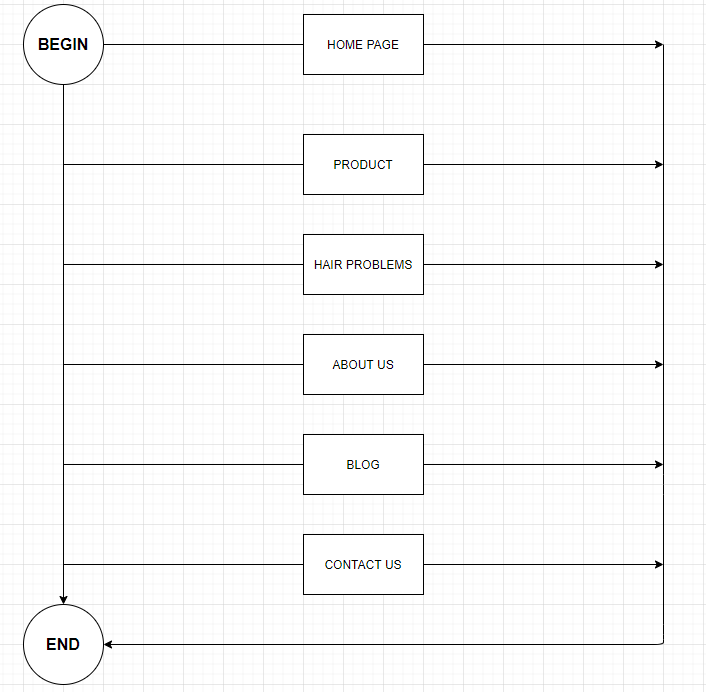 BEGIN
HOME PAGE
PRODUCT
HAIR PROBLEMS
ABOUT US
BLOG
CONTACT US
END